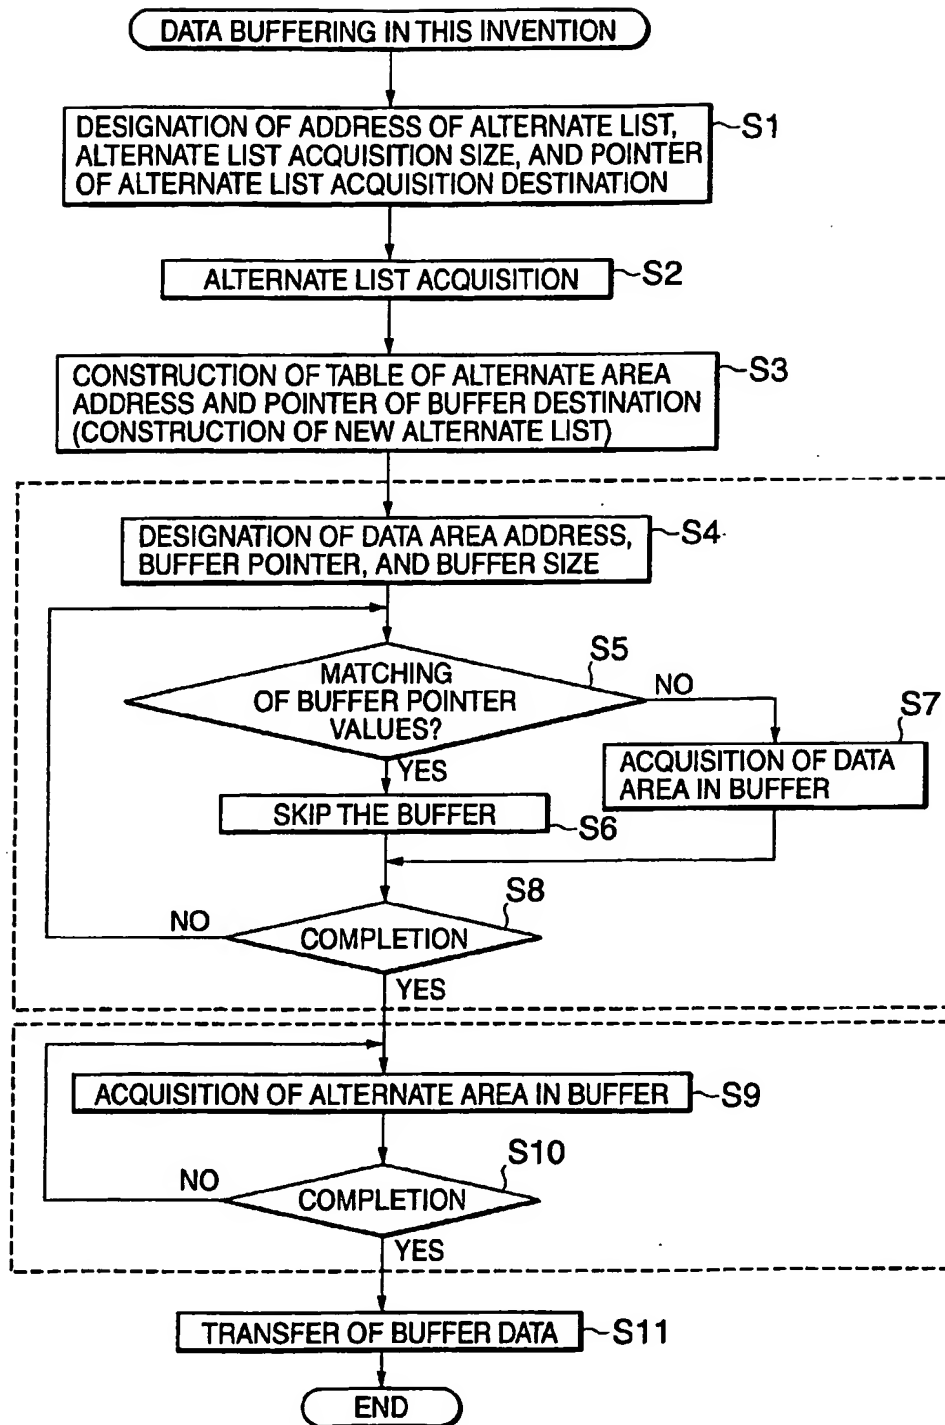 DATA BUFFERING IN THIS INVENTION
DESIGNATION OF ADDRESS OF ALTERNATE LIST,
ALTERNATE LIST ACQUISITION SIZE, AND POINTER
OF ALTERNATE LIST ACQUISITION DESTINATION
S1
ALTERNATE LIST ACQUISITION
S2
CONSTRUCTION OF TABLE OF ALTERNATE AREA
ADDRESS AND POINTER OF BUFFER DESTINATION
(CONSTRUCTION OF NEW ALTERNATE LIST)
S3
DESIGNATION OF DATA AREA ADDRESS,
BUFFER POINTER, AND BUFFER SIZE
S4
MATCHING
OF BUFFER POINTER
VALUES?
S5
NO
YES
S7
ACQUISITION OF DATA
AREA IN BUFFER
SKIP THE BUFFER
S6
S8
NO
COMPLETION
YES
ACQUISITION OF ALTERNATE AREA IN BUFFER
S9
S10
NO
COMPLETION
YES
TRANSFER OF BUFFER DATA
S11
END